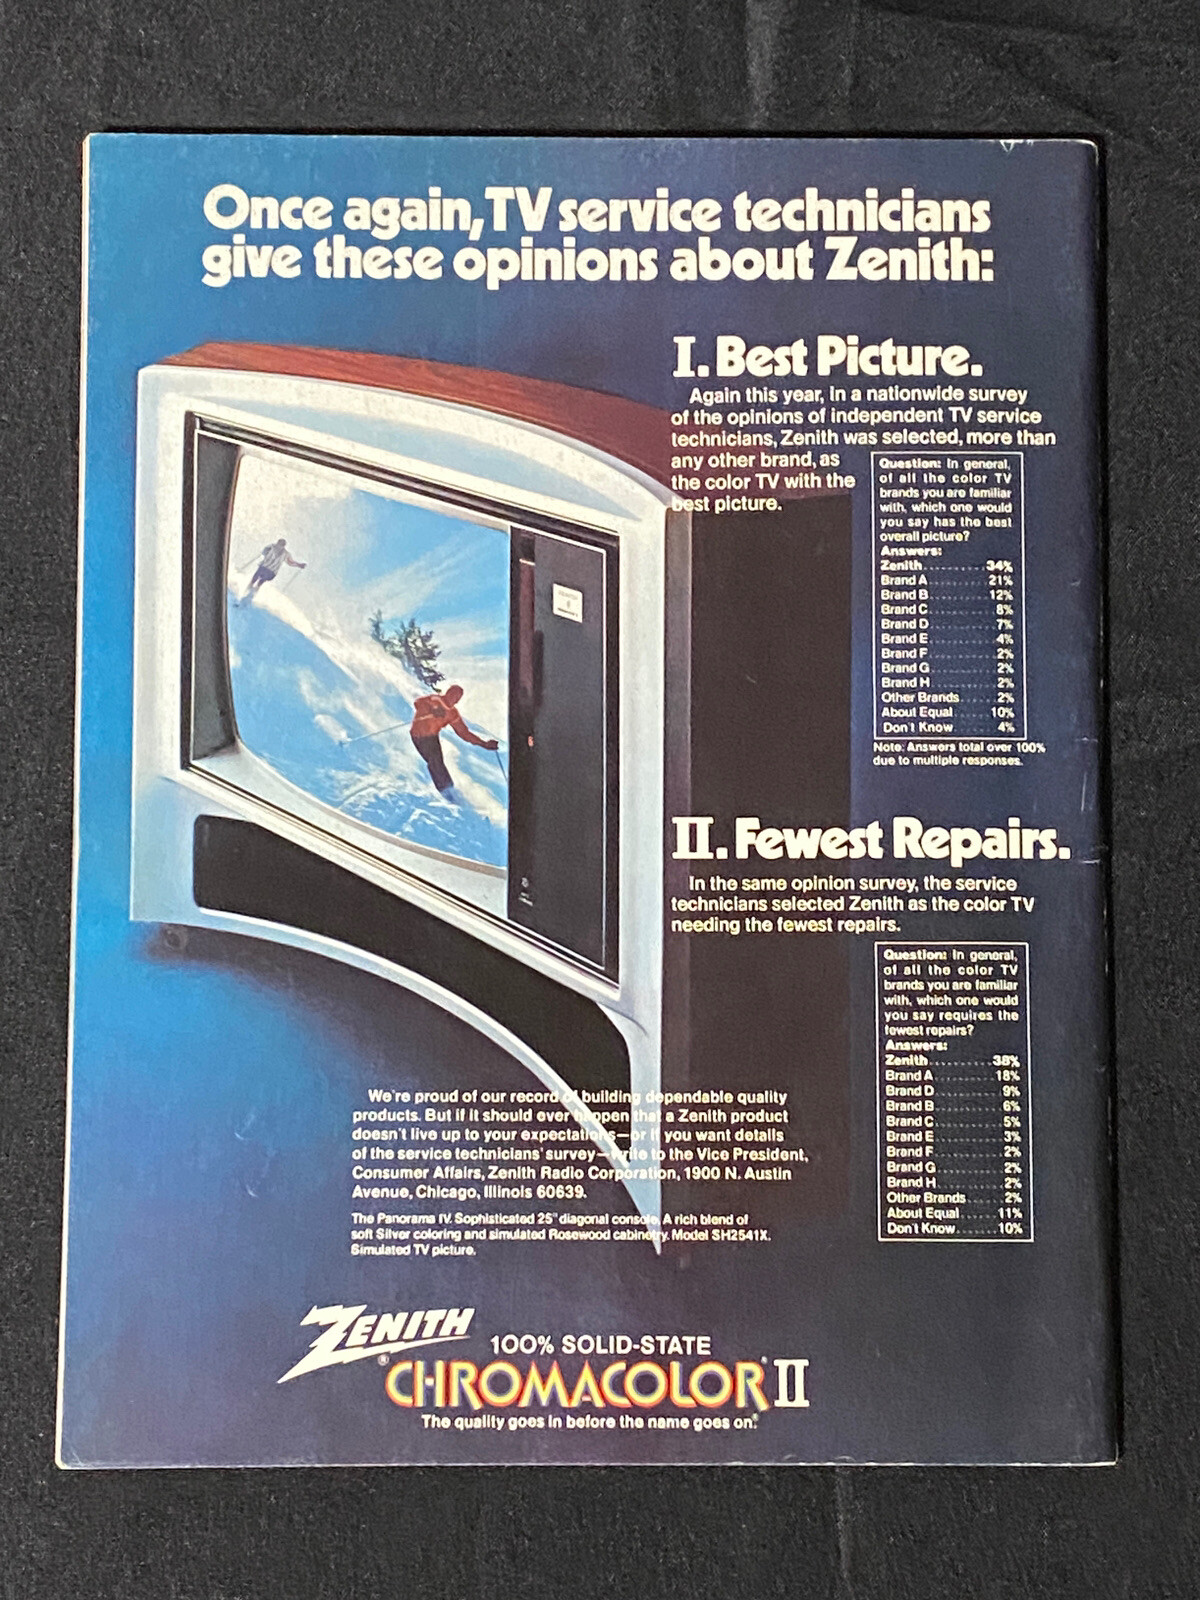 Once again, TV service technicians
give these opinions about Zenith:
I. Best Picture.
Again this year, in a nationwide survey
of the opinions of independent TV service
technicians, Zenith was selected, more than
any other brand, as
the color TV with the
best picture.
Question: In general,
of all the color TV
brands you are familiar
with, which one would
you say has the best
overall picture?
Answers:
Zenith.............34%
Brand A............21%
Brand B............12%
Brand C.............8%
Brand D.............7%
Brand E.............4%
Brand F.............2%
Brand G.............2%
Brand H.............2%
Other Brands........2%
About Equal........10%
Don't Know..........4%
Note: Answers total over 100%
due to multiple responses.
II. Fewest Repairs.
In the same opinion survey, the service
technicians selected Zenith as the color TV
needing the fewest repairs.
Question: In general,
of all the color TV
brands you are familiar
with, which one would
you say requires the
fewest repairs?
Answers:
Zenith.............38%
Brand A............18%
Brand D.............9%
Brand B.............6%
Brand C.............5%
Brand E.............3%
Brand F.............2%
Brand G.............2%
Brand H.............2%
Other Brands........2%
About Equal........11%
Don't Know.........10%
We're proud of our record of building dependable quality
products. But if it should ever happen that a Zenith product
doesn't live up to your expectations—or if you want details
of the service technicians' survey—write to the Vice President,
Consumer Affairs, Zenith Radio Corporation, 1900 N. Austin
Avenue, Chicago, Illinois 60639.
The Panorama IV. Sophisticated 25" diagonal console. A rich blend of
soft Silver coloring and simulated Rosewood cabinetry. Model SH2541X.
Simulated TV picture.
ZENITH®
100% SOLID-STATE
CHROMACOLOR® II
The quality goes in before the name goes on.®